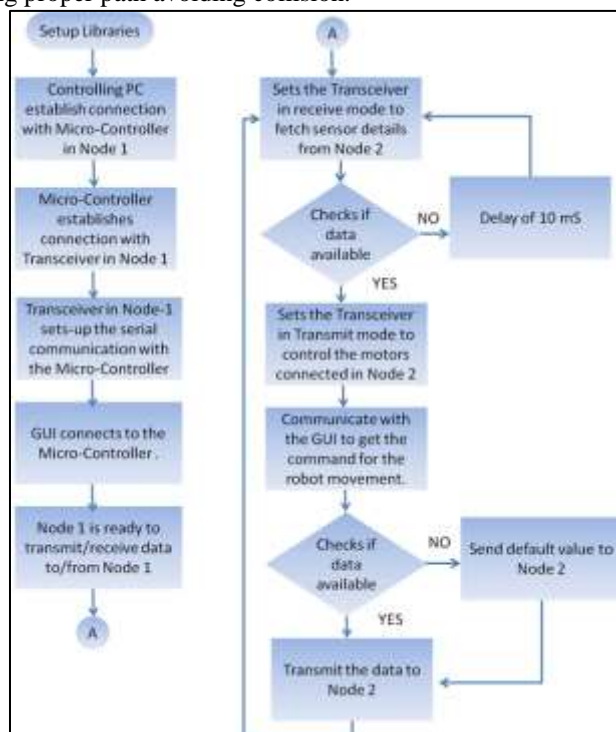 ng proper path avoiding collision.
Setup Libraries
Controlling PC
establish connection
with Micro-Controller
in Node 1
Micro-Controller
establishes
connection with
Transceiver in Node 1
Transceiver in Node-1
sets-up the serial
communication with
the Micro-Controller
GUI connects to the
Micro-Controller .
Node 1 is ready to
transmit/receive data
to/from Node 1
A
A
Sets the Transceiver
in receive mode to
fetch sensor details
from Node 2
Checks if
data
available
NO
Delay of 10 mS
YES
Sets the Transceiver
in Transmit mode to
control the motors
connected in Node 2
Communicate with
the GUI to get the
command for the
robot movement.
Checks if
data
available
NO
Send default value to
Node 2
YES
Transmit the data to
Node 2